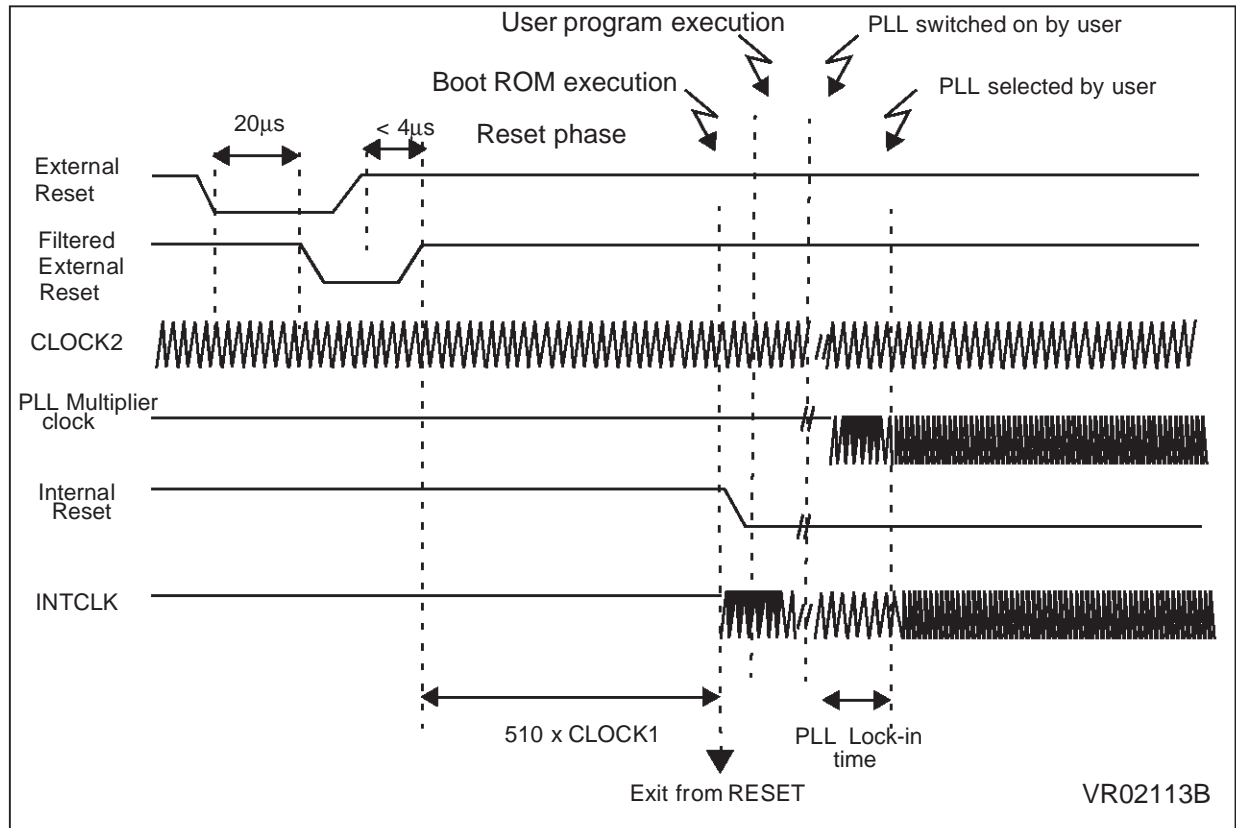 User program execution
PLL switched on by user
Boot ROM execution
PLL selected by user
20μs
< 4μs
Reset phase
External
Reset
Filtered
External
Reset
CLOCK2
PLL Multiplier
clock
Internal
Reset
INTCLK
510 x CLOCK1
PLL Lock-in
time
Exit from RESET
VR02113B